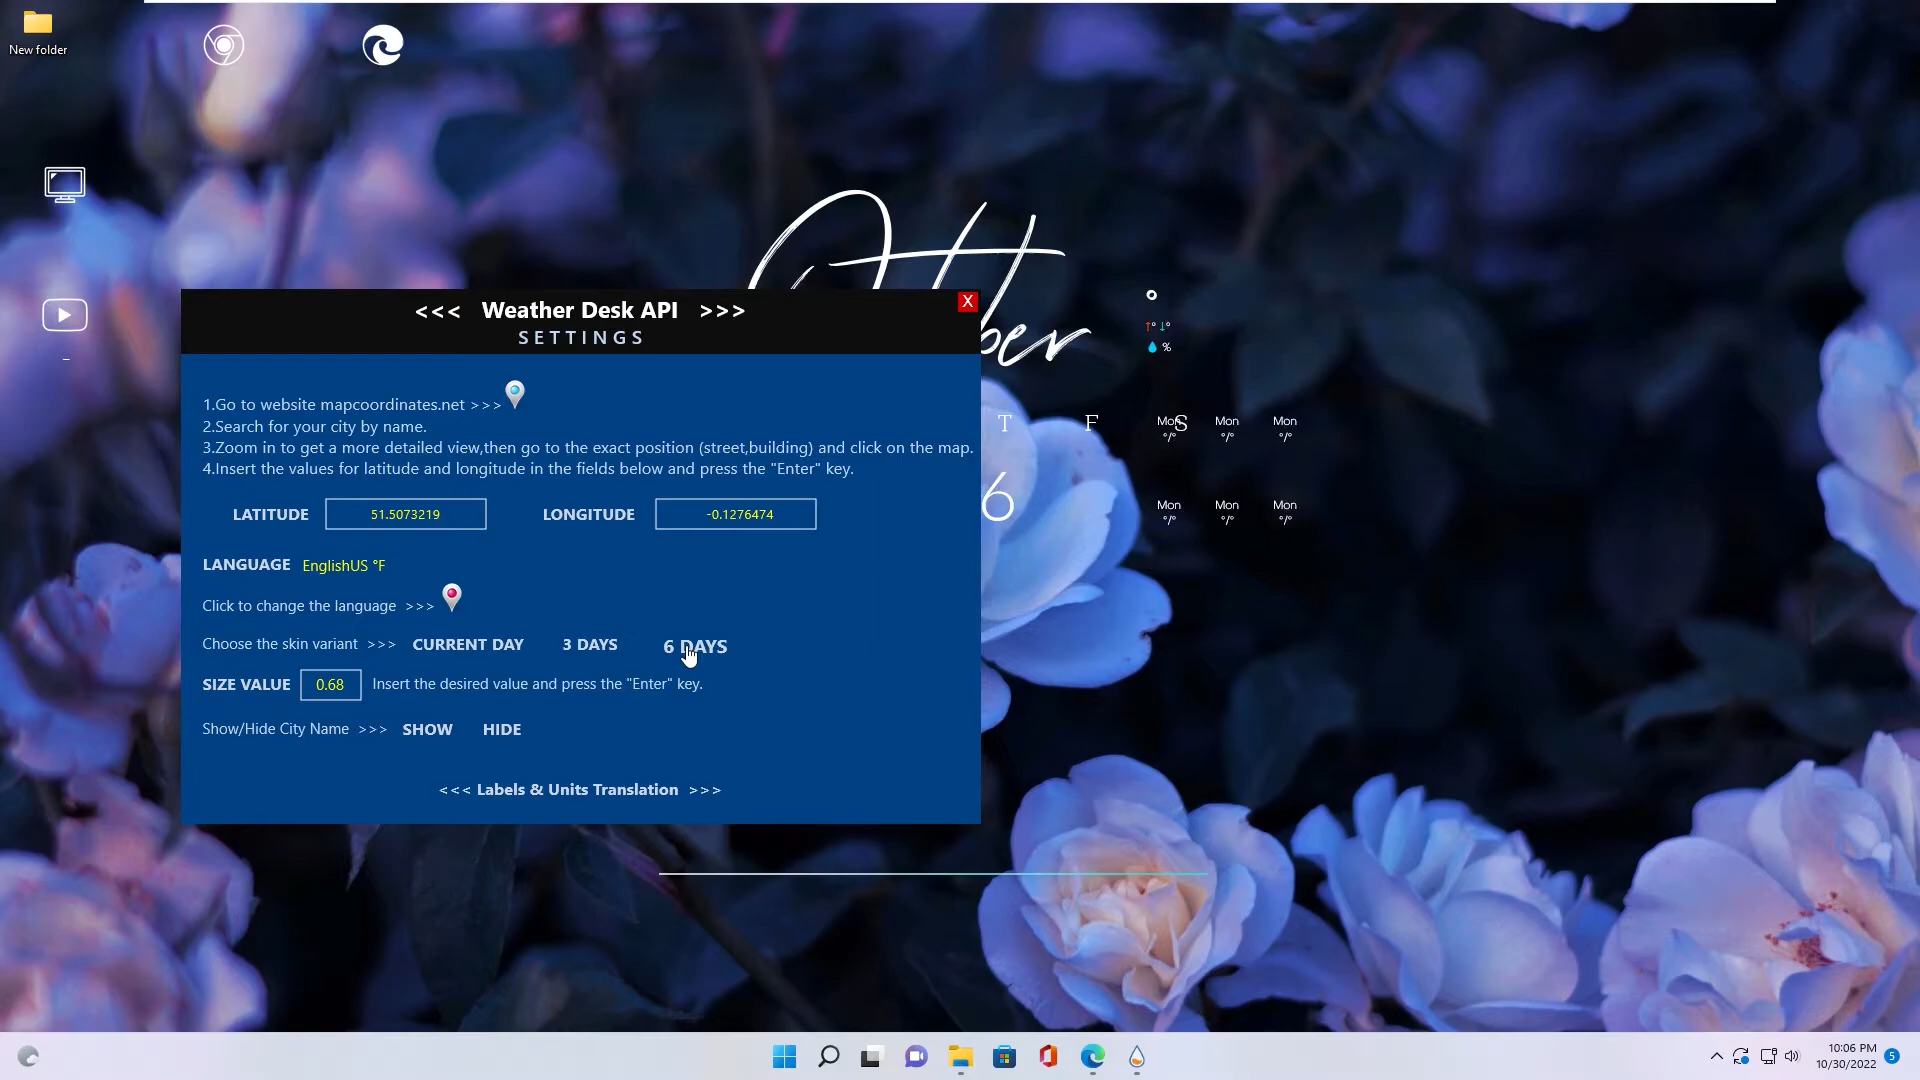 New folder
October
<<< Weather Desk API >>>
X
SETTINGS
1.Go to website mapcoordinates.net >>>
2.Search for your city by name.
3.Zoom in to get a more detailed view,then go to the exact position (street,building) and click on the map.
4.Insert the values for latitude and longitude in the fields below and press the "Enter" key.
LATITUDE 51.5073219 LONGITUDE -0.1276474
LANGUAGE EnglishUS °F
Click to change the language >>>
Choose the skin variant >>> CURRENT DAY 3 DAYS 6 DAYS
SIZE VALUE 0.68 Insert the desired value and press the "Enter" key.
Show/Hide City Name >>> SHOW HIDE
<<< Labels & Units Translation >>>
°
↑° ↓°
%
T F S
Mon Mon Mon
°/° °/° °/°
6
Mon Mon Mon
°/° °/° °/°
10:06 PM
10/30/2022
5